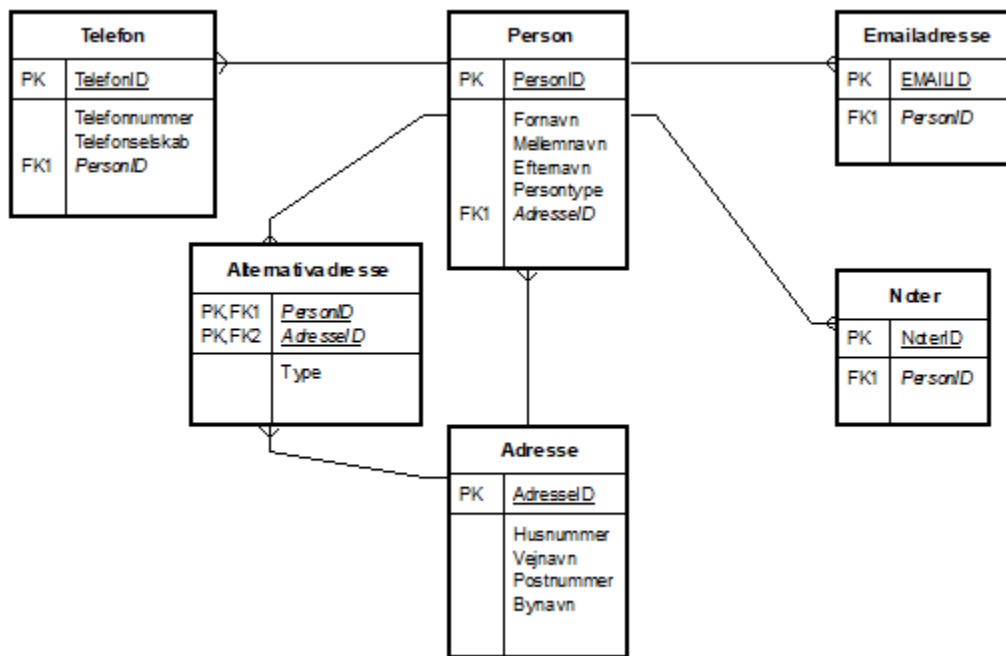 Telefon
PK TelefonID
Telefonnummer
Telefonselskab
FK1 PersonID
Person
PK PersonID
Fornavn
Mellemnavn
Efternavn
Persontype
FK1 AdresseID
Emailadresse
PK EMAILID
FK1 PersonID
Alternativadresse
PK,FK1 PersonID
PK,FK2 AdresseID
Type
Noter
PK NoterID
FK1 PersonID
Adresse
PK AdresseID
Husnummer
Vejnavn
Postnummer
Bynavn